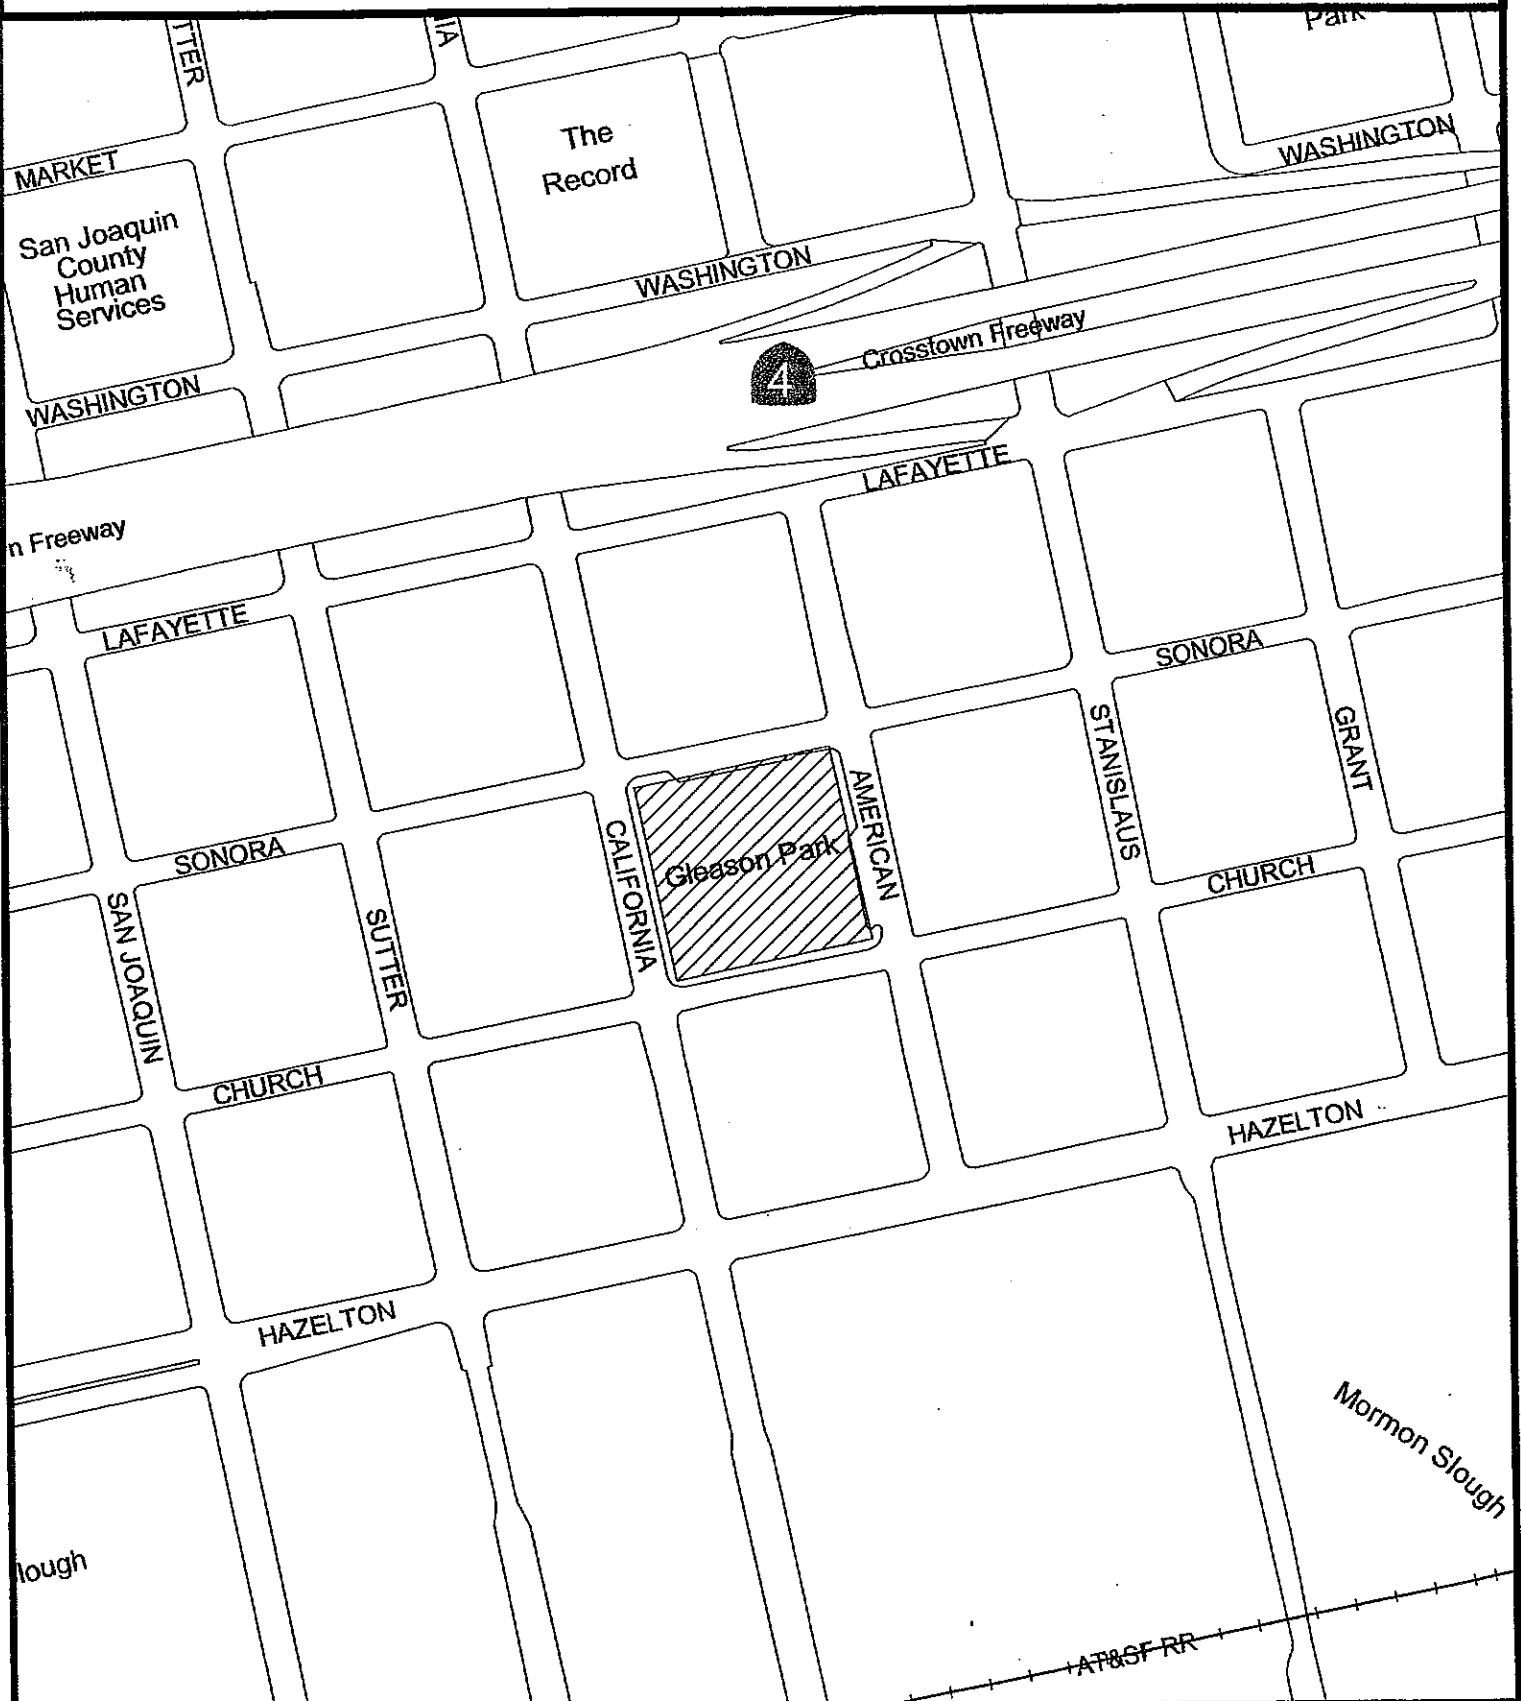 TTER
IA
Park
The
Record
WASHINGTON
MARKET
San Joaquin
County
Human
Services
WASHINGTON
Crosstown Freeway
4
WASHINGTON
LAFAYETTE
n Freeway
LAFAYETTE
SONORA
STANISLAUS
GRANT
AMERICAN
CALIFORNIA
Gleason Park
SONORA
CHURCH
SAN JOAQUIN
SUTTER
CHURCH
HAZELTON
HAZELTON
Mormon Slough
lough
AT&SF RR